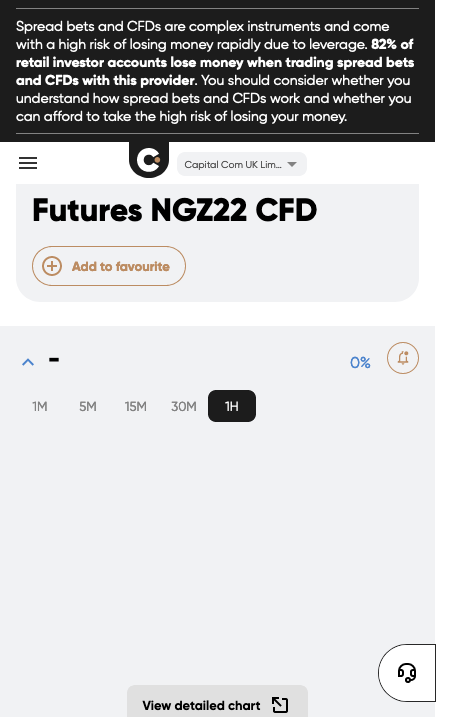 Spread bets and CFDs are complex instruments and come
with a high risk of losing money rapidly due to leverage. 82% of
retail investor accounts lose money when trading spread bets
and CFDs with this provider. You should consider whether you
understand how spread bets and CFDs work and whether you
can afford to take the high risk of losing your money.
Capital Com UK Lim...
Futures NGZ22 CFD
Add to favourite
-
0%
1M 5M 15M 30M 1H
View detailed chart